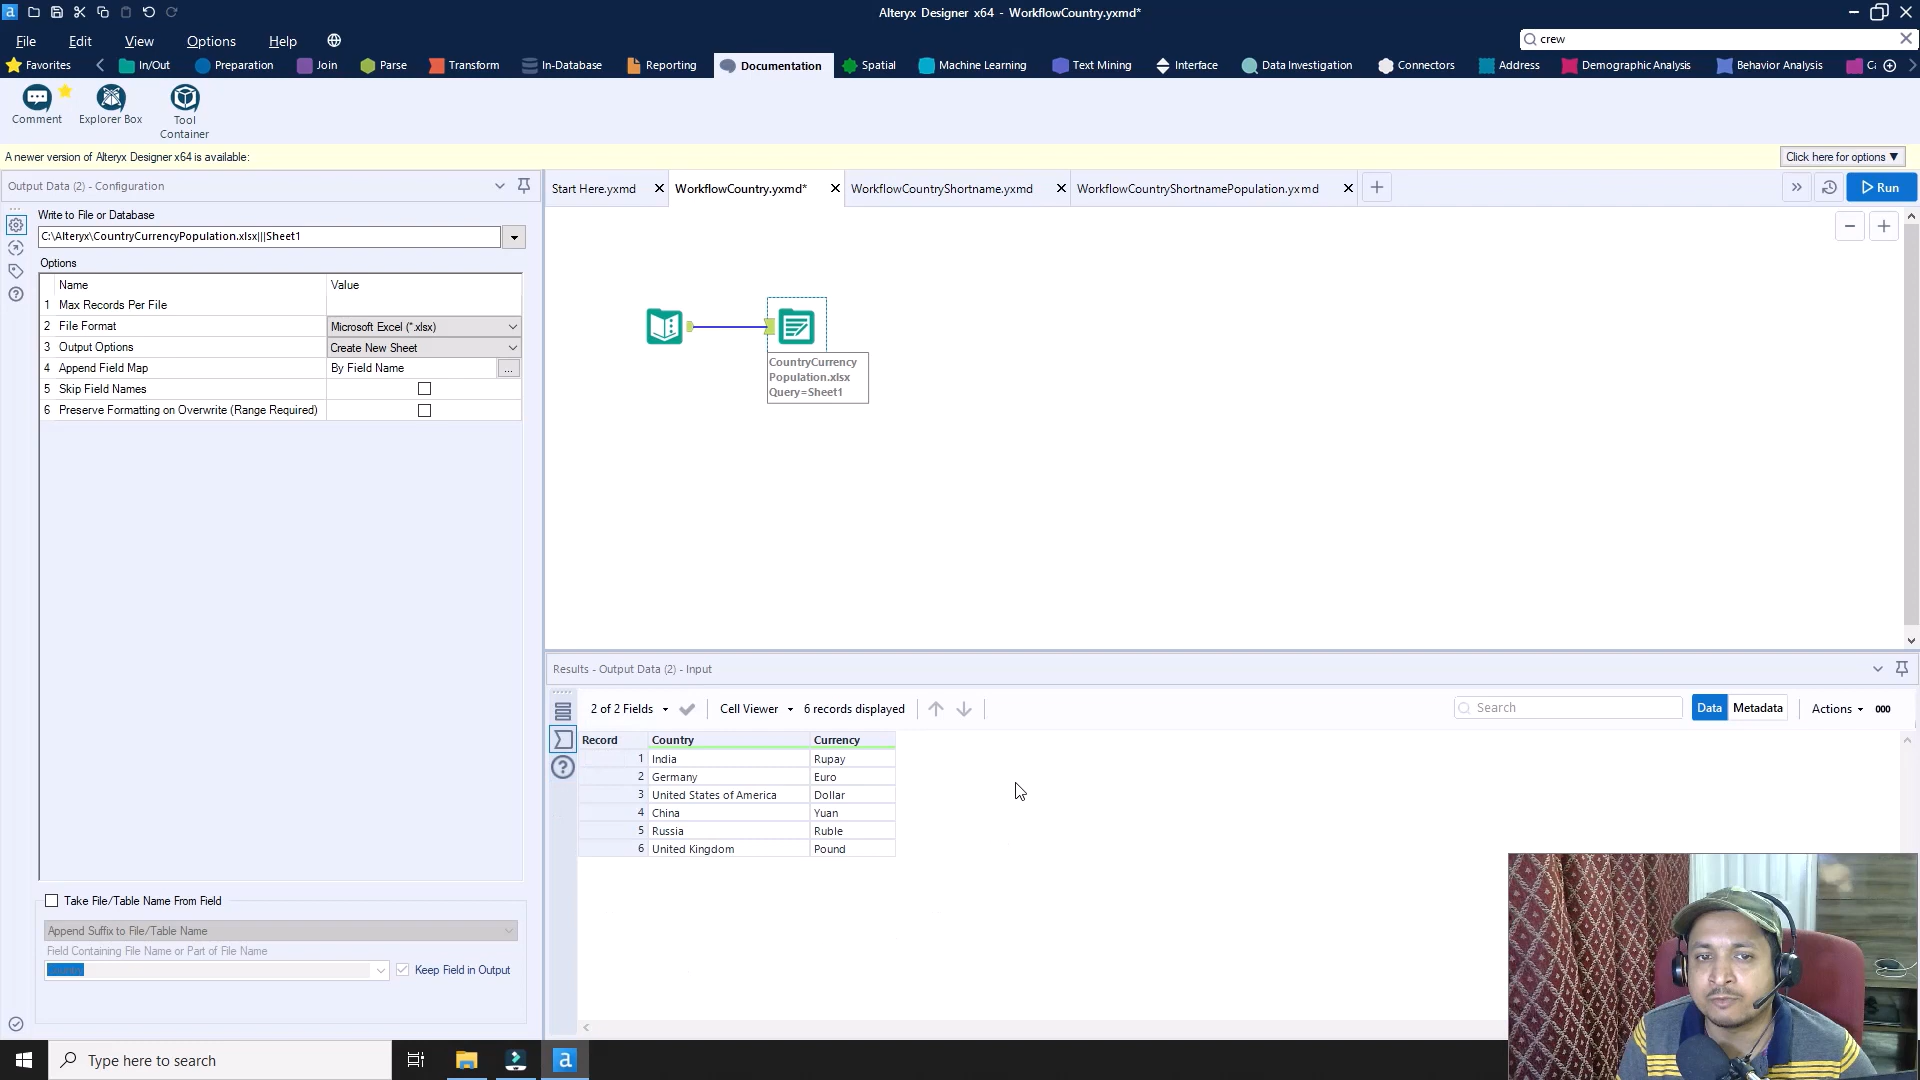 Alteryx Designer x64 - WorkflowCountry.yxmd*
File Edit View Options Help
crew
Favorites In/Out Preparation Join Parse Transform In-Database Reporting Documentation Spatial Machine Learning Text Mining Interface Data Investigation Connectors Address Demographic Analysis Behavior Analysis
Comment Explorer Box Tool Container
A newer version of Alteryx Designer x64 is available:
Click here for options ▼
Output Data (2) - Configuration
Start Here.yxmd WorkflowCountry.yxmd* WorkflowCountryShortname.yxmd WorkflowCountryShortnamePopulation.yxmd
Run
Write to File or Database
C:\Alteryx\CountryCurrencyPopulation.xlsx|||Sheet1
Options
Name Value
1 Max Records Per File
2 File Format Microsoft Excel (*.xlsx)
3 Output Options Create New Sheet
4 Append Field Map By Field Name ...
5 Skip Field Names
6 Preserve Formatting on Overwrite (Range Required)
CountryCurrency
Population.xlsx
Query=Sheet1
Take File/Table Name From Field
Append Suffix to File/Table Name
Field Containing File Name or Part of File Name
Keep Field in Output
Results - Output Data (2) - Input
2 of 2 Fields Cell Viewer 6 records displayed
Search
Data Metadata Actions 000
Record Country Currency
1 India Rupay
2 Germany Euro
3 United States of America Dollar
4 China Yuan
5 Russia Ruble
6 United Kingdom Pound
Type here to search